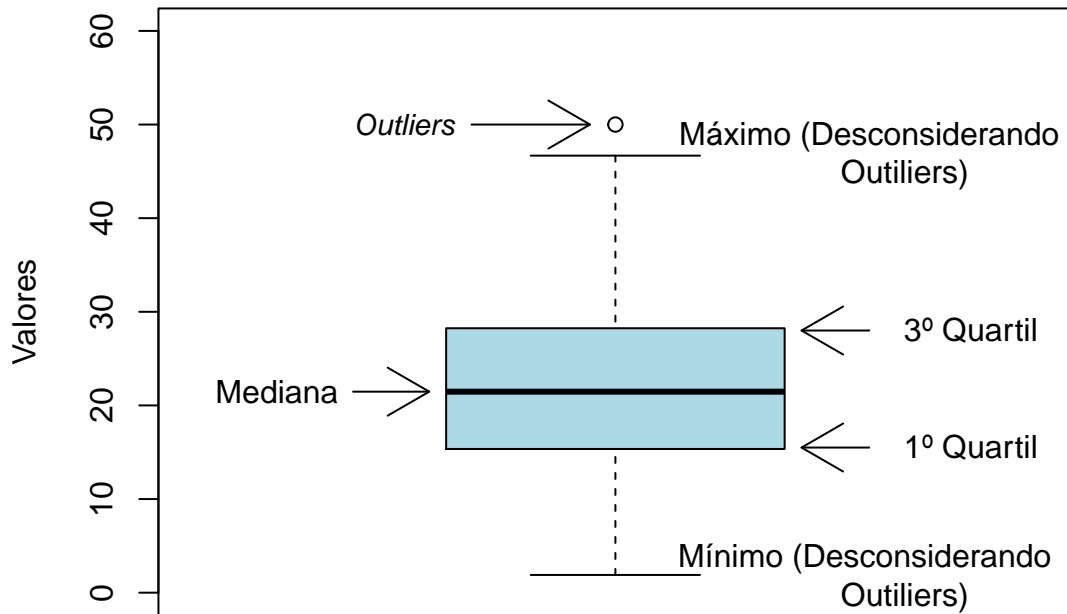 60
50
40
30
20
10
0
Valores
Outliers
Máximo (Desconsiderando
Outiliers)
3º Quartil
Mediana
1º Quartil
Mínimo (Desconsiderando
Outiliers)